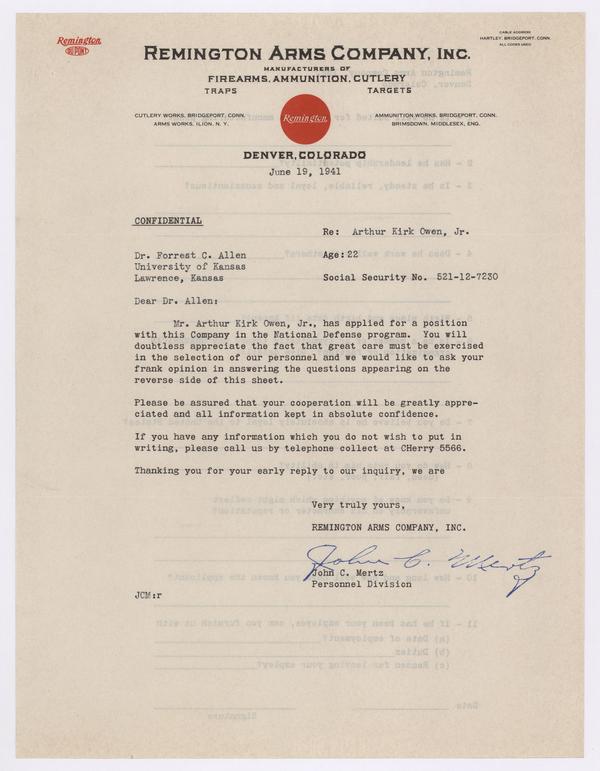 Remington
DU PONT
CABLE ADDRESS
HARTLEY, BRIDGEPORT, CONN.
ALL CODES USED
REMINGTON ARMS COMPANY, INC.
MANUFACTURERS OF
FIREARMS, AMMUNITION, CUTLERY
TRAPS TARGETS
Remington,
CUTLERY WORKS, BRIDGEPORT, CONN. AMMUNITION WORKS, BRIDGEPORT, CONN.
ARMS WORKS, ILION, N. Y. BRIMSDOWN, MIDDLESEX, ENG.
DENVER, COLORADO
June 19, 1941
CONFIDENTIAL
Re: Arthur Kirk Owen, Jr.
Dr. Forrest C. Allen Age: 22
University of Kansas
Lawrence, Kansas Social Security No. 521-12-7230
Dear Dr. Allen:
Mr. Arthur Kirk Owen, Jr., has applied for a position
with this Company in the National Defense program. You will
doubtless appreciate the fact that great care must be exercised
in the selection of our personnel and we would like to ask your
frank opinion in answering the questions appearing on the
reverse side of this sheet.
Please be assured that your cooperation will be greatly appre-
ciated and all information kept in absolute confidence.
If you have any information which you do not wish to put in
writing, please call us by telephone collect at CHerry 5566.
Thanking you for your early reply to our inquiry, we are
Very truly yours,
REMINGTON ARMS COMPANY, INC.
John C. Mertz
John C. Mertz
Personnel Division
JCM:r